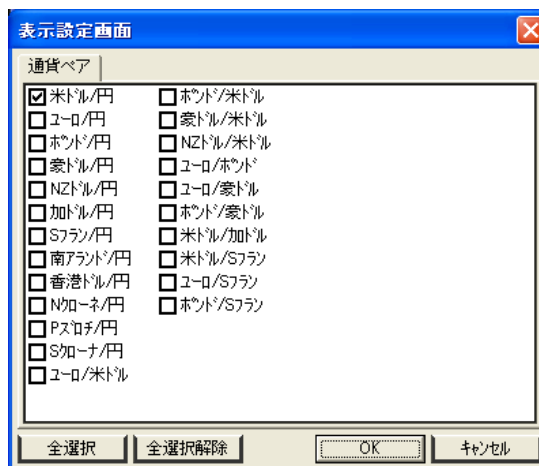 表示設定画面
通貨ペア
米ﾄﾞﾙ/円
ﾕｰﾛ/円
ﾎﾟﾝﾄﾞ/円
豪ﾄﾞﾙ/円
NZﾄﾞﾙ/円
加ﾄﾞﾙ/円
Sﾌﾗﾝ/円
南ｱﾗﾝﾄﾞ/円
香港ﾄﾞﾙ/円
Nｸﾛｰﾈ/円
Pｽﾞﾛﾁ/円
Sｸﾛｰﾅ/円
ﾕｰﾛ/米ﾄﾞﾙ
ﾎﾟﾝﾄﾞ/米ﾄﾞﾙ
豪ﾄﾞﾙ/米ﾄﾞﾙ
NZﾄﾞﾙ/米ﾄﾞﾙ
ﾕｰﾛ/ﾎﾟﾝﾄﾞ
ﾕｰﾛ/豪ﾄﾞﾙ
ﾎﾟﾝﾄﾞ/豪ﾄﾞﾙ
米ﾄﾞﾙ/加ﾄﾞﾙ
米ﾄﾞﾙ/Sﾌﾗﾝ
ﾕｰﾛ/Sﾌﾗﾝ
ﾎﾟﾝﾄﾞ/Sﾌﾗﾝ
全選択
全選択解除
OK
ｷｬﾝｾﾙ